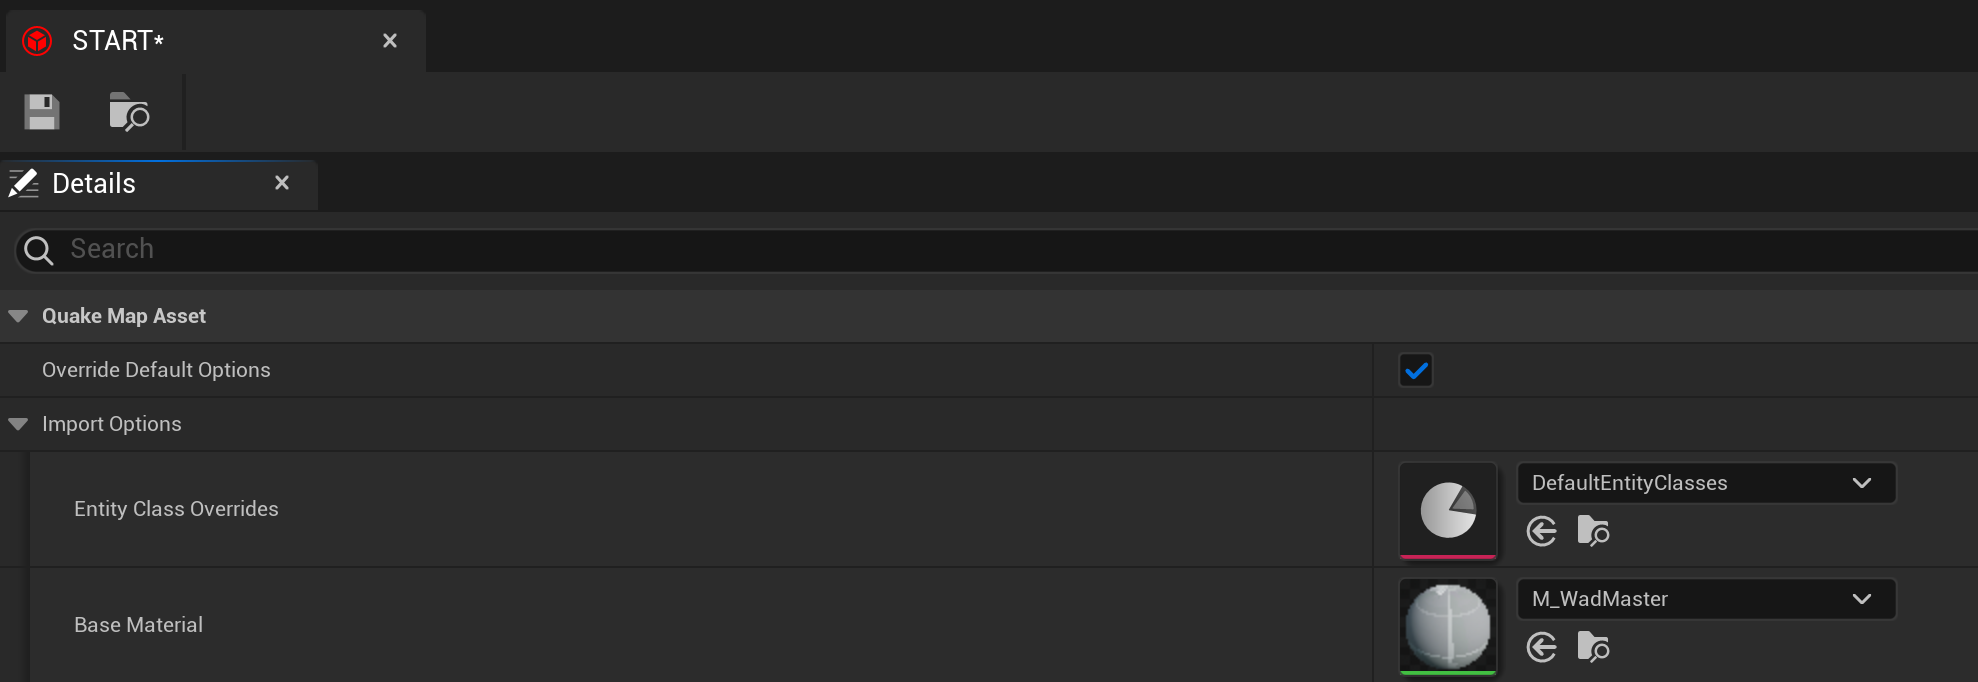 START*
Details
Search
Quake Map Asset
Override Default Options
Import Options
Entity Class Overrides
DefaultEntityClasses
Base Material
M_WadMaster